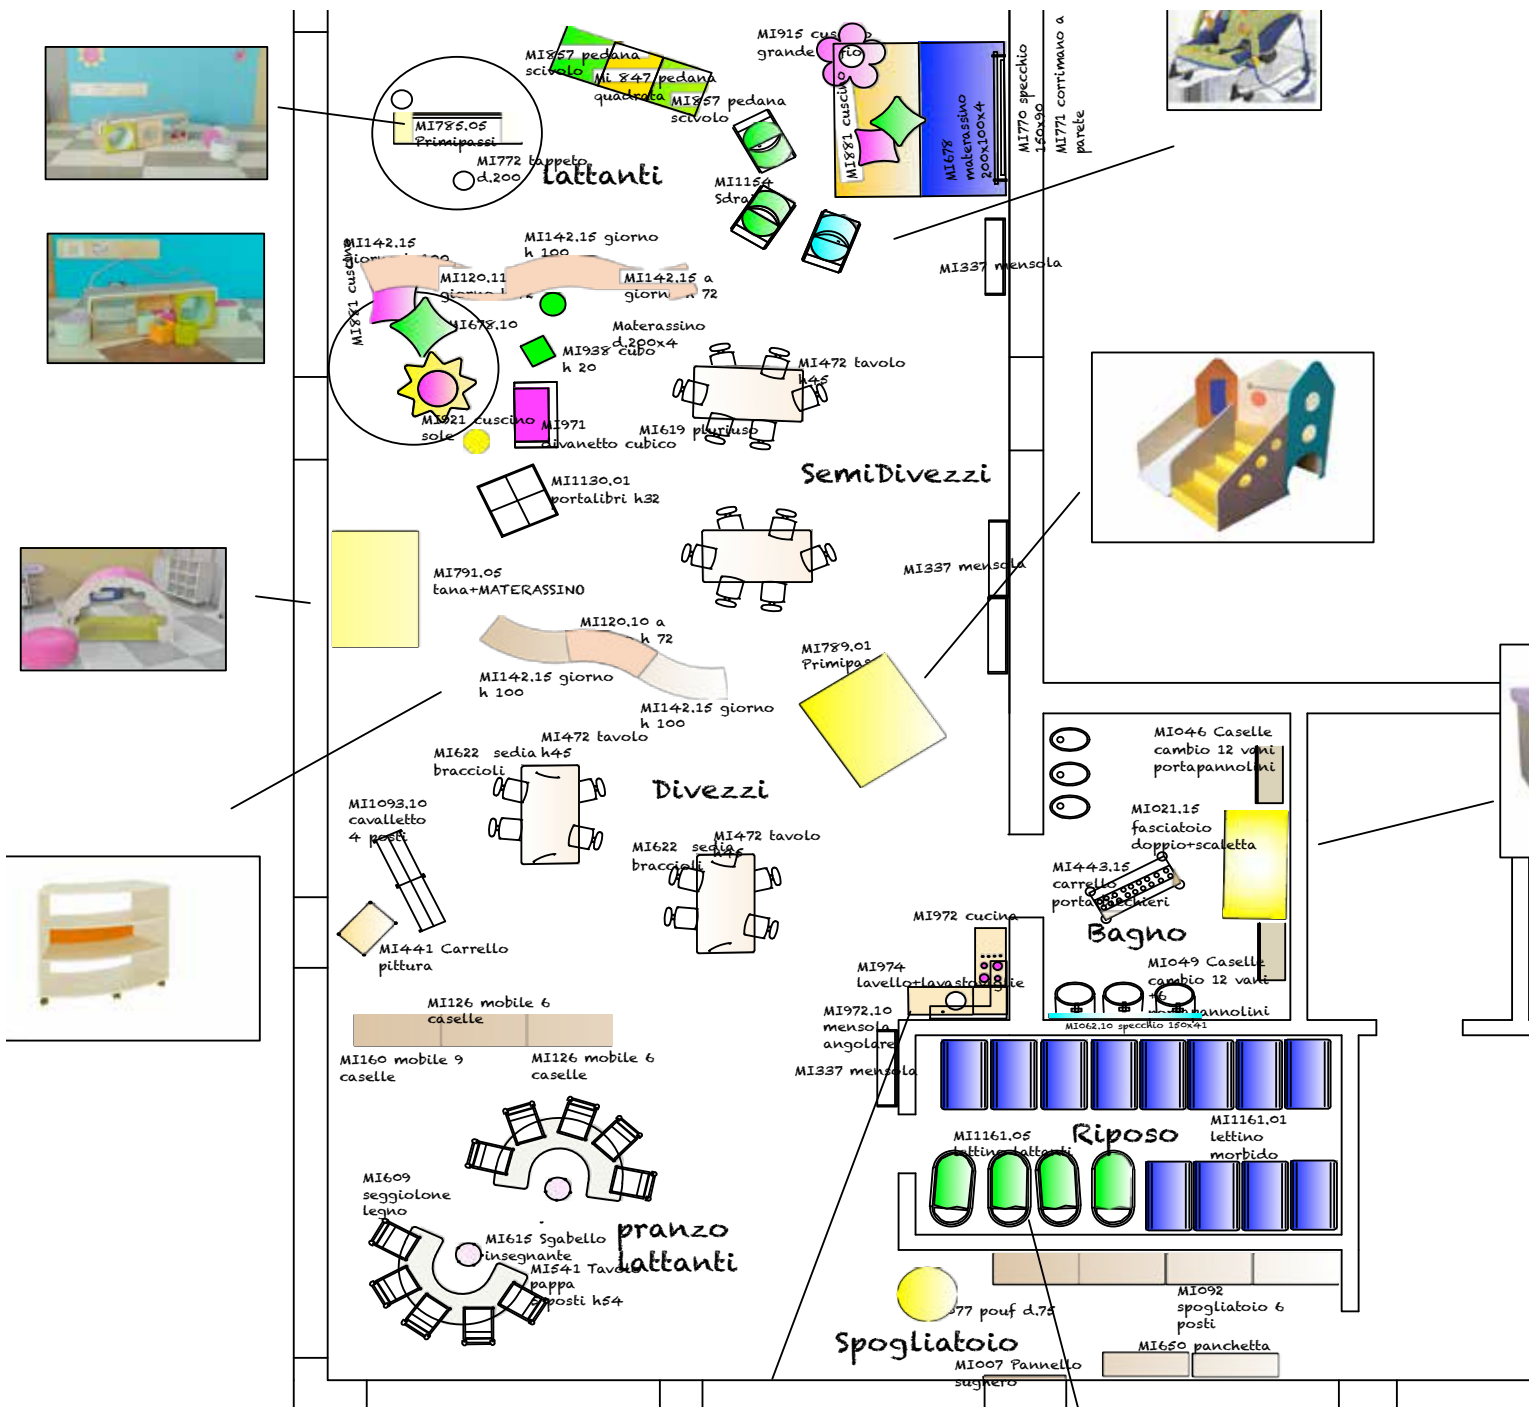 MI857 pedana
scivolo
Mi 847 pedana
quadrata
MI857 pedana
scivolo
MI915
grande
MI881 cuscino
MI678
materassino
200x100x4
MI770 specchio
150x90
MI771 corrimano a
parete
MI785.05
Primipassi
MI772 tappeto
d.200
Lattanti
MI1154
MI337 mensola
MI142.15
MI881 cuscino
MI142.15 giorno
h 100
MI120.11
MI142.15 a
72
MI678.10
Materassino
d.200x4
MI938 cubo
h 20
MI472 tavolo
h45
MI921 cuscino
sole
MI971
divanetto cubico
MI619 pluriuso
SemiDivezzi
MI1130.01
portalibri h32
MI791.05
tana+MATERASSINO
MI337 mensola
MI120.10 a
h 72
MI142.15 giorno
h 100
MI142.15 giorno
h 100
MI789.01
MI472 tavolo
MI622 sedia h45
braccioli
Divezzi
MI1093.10
cavalletto
4 posti
MI472 tavolo
h45
MI622 sedia
braccioli
MI441 Carrello
pittura
MI046 Caselle
cambio 12 vani
portapannolini
MI021.15
fasciatoio
doppio+scaletta
MI443.15
carrello
Bagno
MI972 cucina
MI974
lavello+lavastoviglie
MI972.10
mensola
angolare
MI337 mensola
MI049 Caselle
cambio 12 vani
+6
portapannolini
MI062.10 specchio 150x41
MI126 mobile 6
caselle
MI160 mobile 9
caselle
MI126 mobile 6
caselle
MI1161.05
lettino lattanti
Riposo
MI1161.01
lettino
morbido
MI609
seggiolone
legno
MI615 Sgabello
insegnante
MI541 Tavolo
pappa
posti h54
pranzo
lattanti
77 pouf d.75
MI092
spogliatoio 6
posti
Spogliatoio
MI650 panchetta
MI007 Pannello
sughero